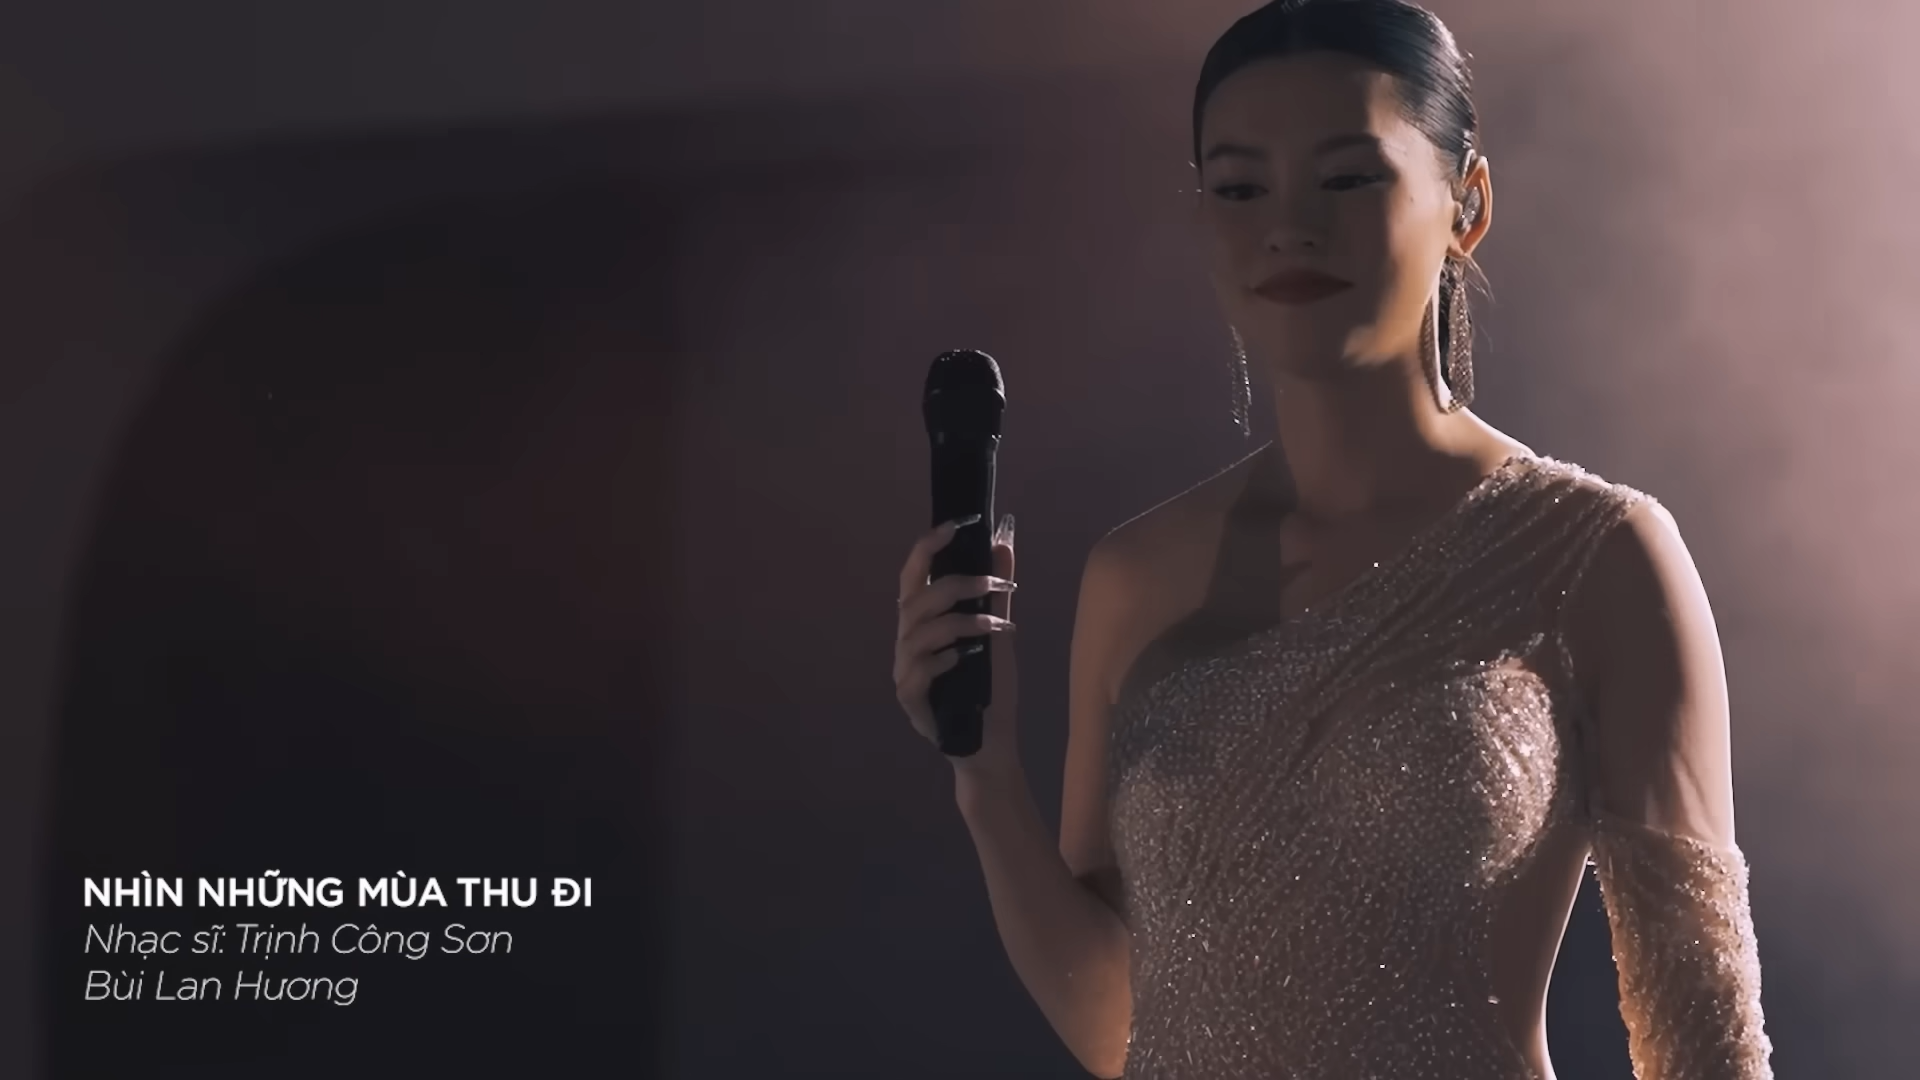 NHÌN NHỮNG MÙA THU ĐI
Nhạc sĩ: Trịnh Công Sơn
Bùi Lan Hương